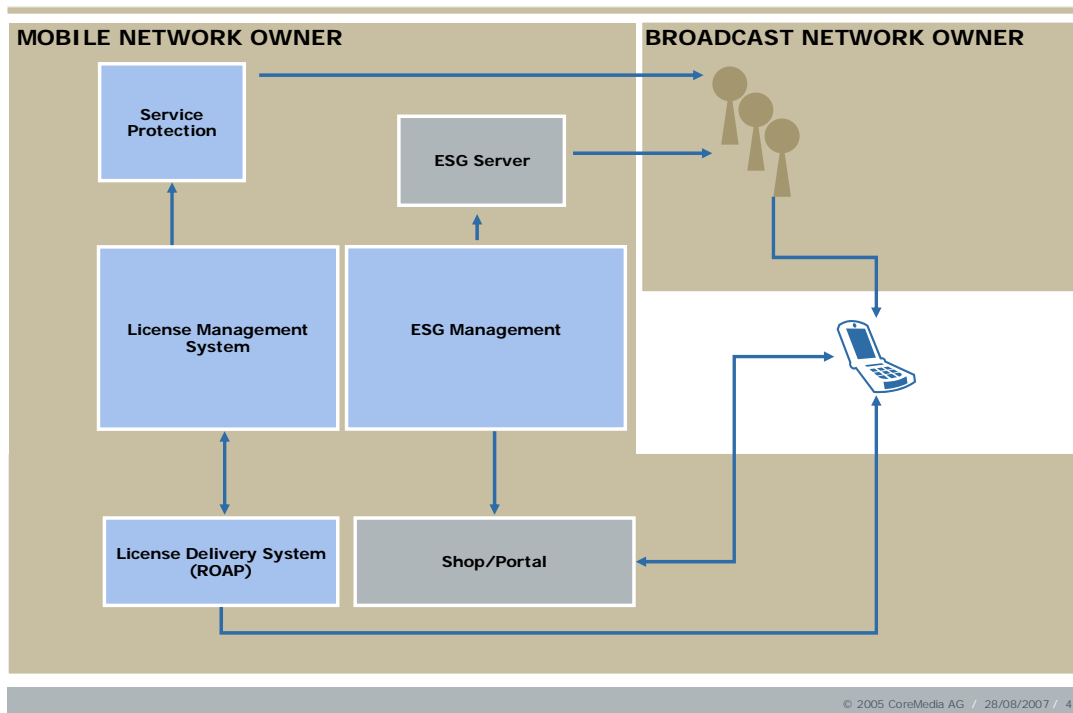 MOBILE NETWORK OWNER
BROADCAST NETWORK OWNER
Service
Protection
ESG Server
License Management
System
ESG Management
License Delivery System
(ROAP)
Shop/Portal
© 2005 CoreMedia AG / 28/08/2007 / 4